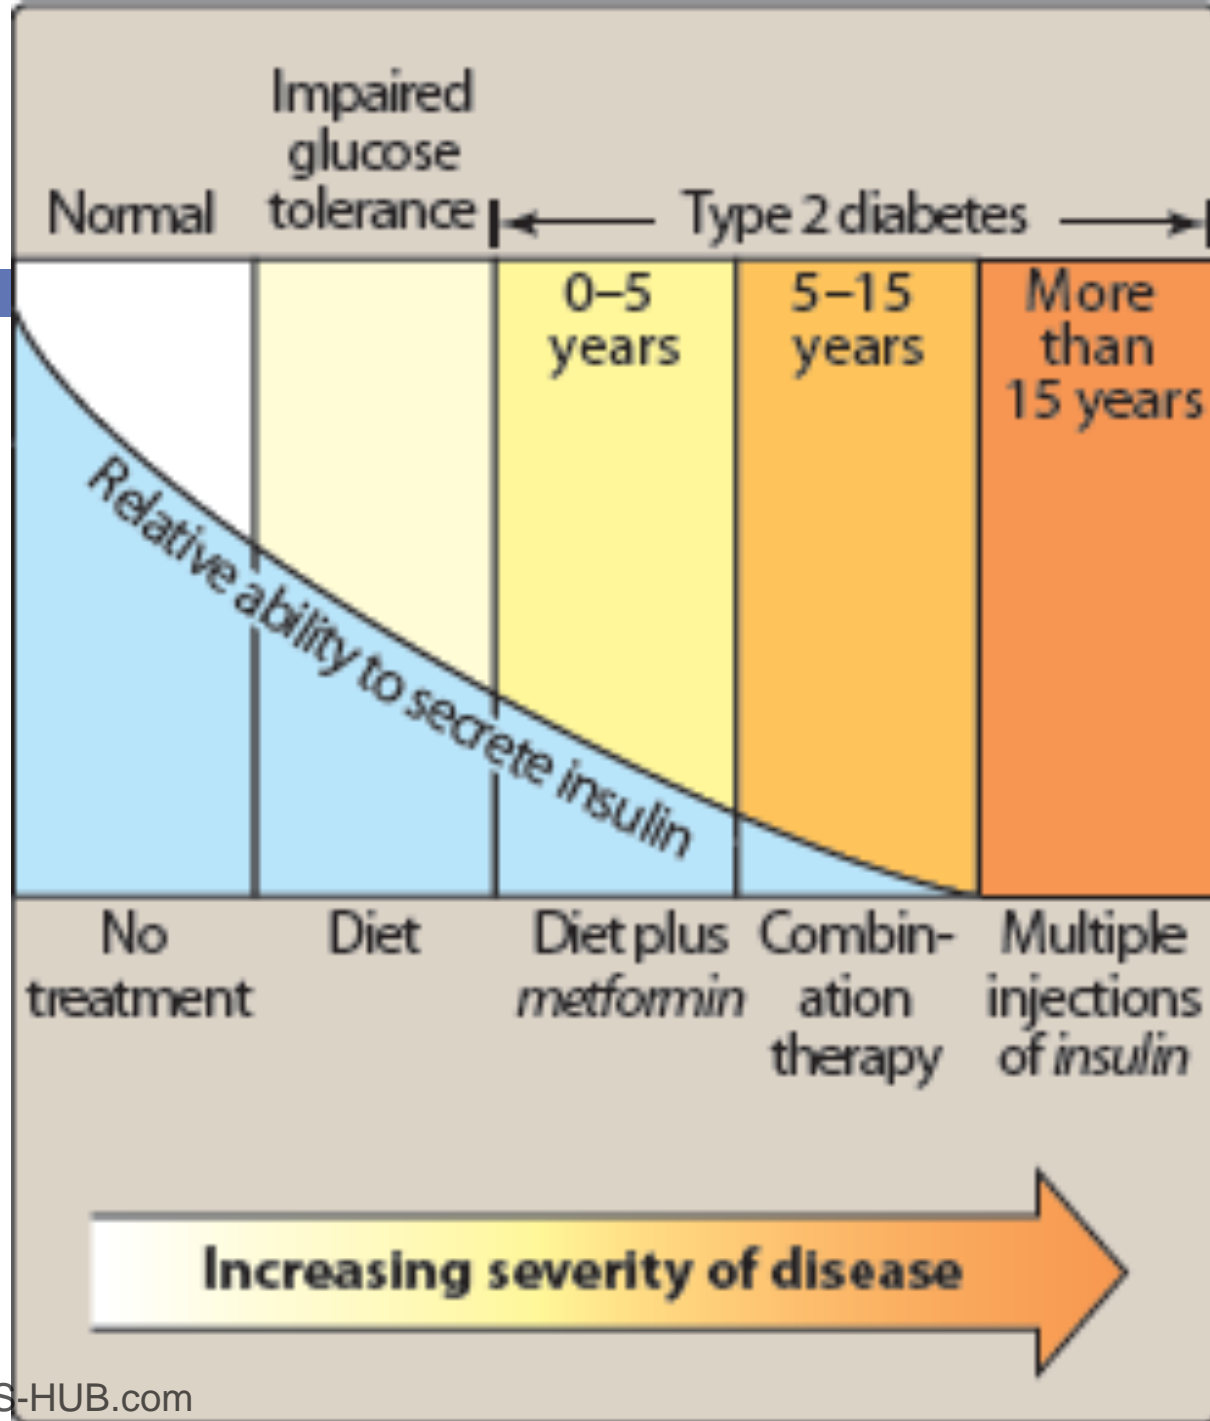 Impaired
glucose
tolerance
Normal
Type 2 diabetes
0–5
years
5–15
years
More
than
15 years
Relative ability to secrete insulin
No
treatment
Diet
Diet plus
metformin
Combin-
ation
therapy
Multiple
injections
of insulin
Increasing severity of disease
S-HUB.com